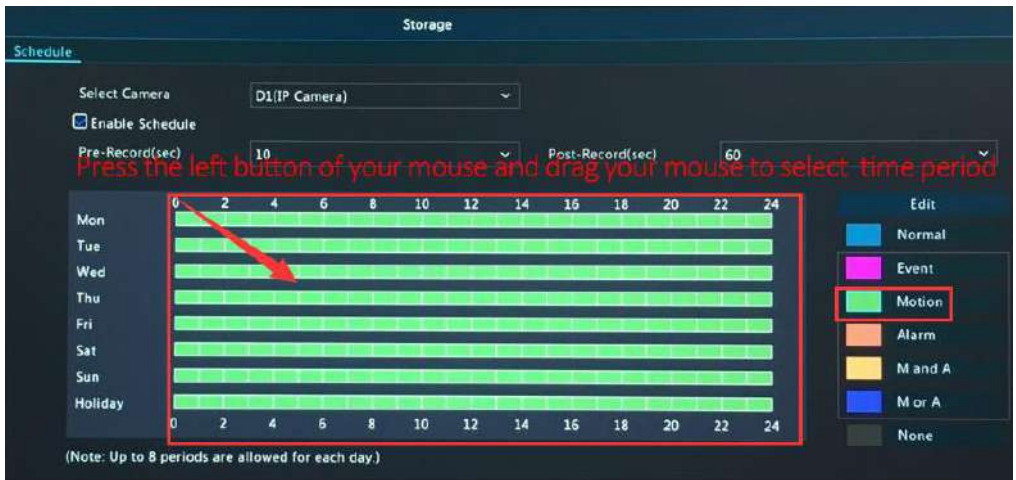 Storage
Schedule
Select Camera D1(IP Camera)
Enable Schedule
Pre-Record(sec) 10 Post-Record(sec) 60
Press the left button of your mouse and drag your mouse to select time period
0 2 4 6 8 10 12 14 16 18 20 22 24 Edit
Mon Normal
Tue
Wed Event
Thu Motion
Fri Alarm
Sat
Sun M and A
Holiday M or A
0 2 4 6 8 10 12 14 16 18 20 22 24 None
(Note: Up to 8 periods are allowed for each day.)